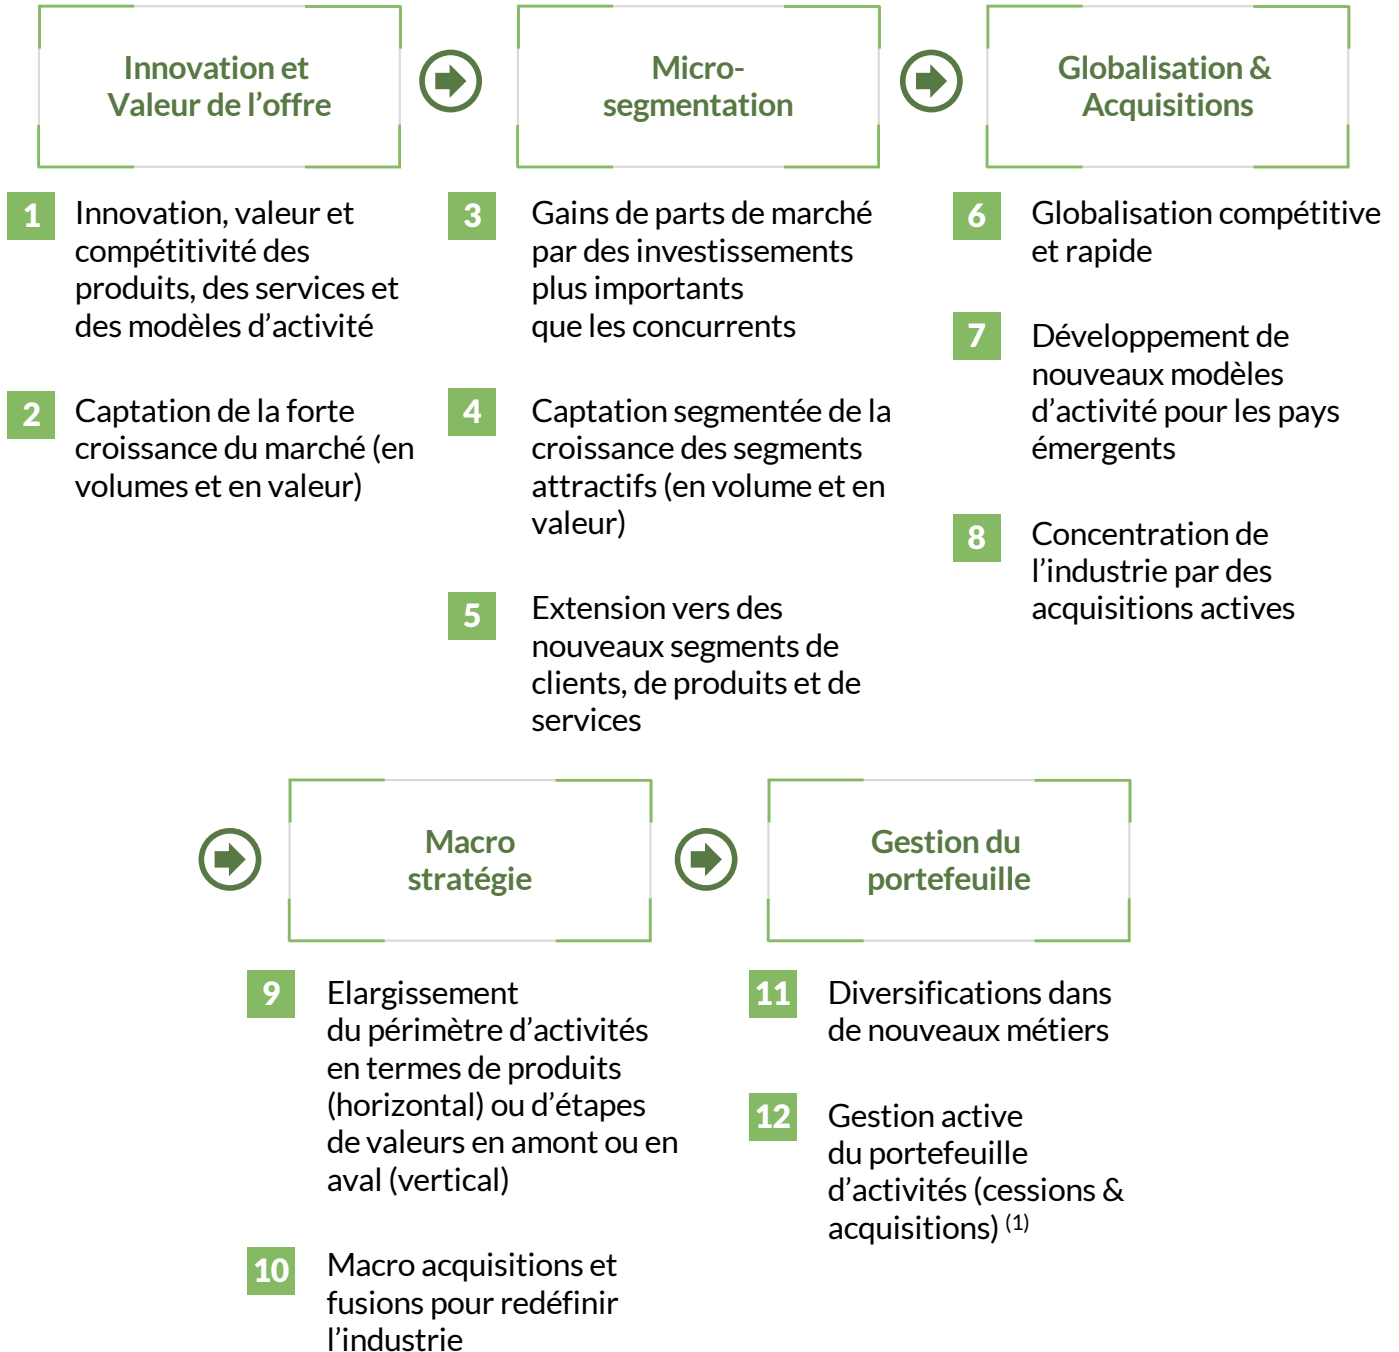 Innovation et
Valeur de l’offre
1
Innovation, valeur et
compétitivité des
produits, des services et
des modèles d’activité
2
Captation de la forte
croissance du marché (en
volumes et en valeur)
Micro-
segmentation
3
Gains de parts de marché
par des investissements
plus importants
que les concurrents
4
Captation segmentée de la
croissance des segments
attractifs (en volume et en
valeur)
5
Extension vers des
nouveaux segments de
clients, de produits et de
services
Globalisation &
Acquisitions
6
Globalisation compétitive
et rapide
7
Développement de
nouveaux modèles
d’activité pour les pays
émergents
8
Concentration de
l’industrie par des
acquisitions actives
Macro
stratégie
9
Elargissement
du périmètre d’activités
en termes de produits
(horizontal) ou d’étapes
de valeurs en amont ou en
aval (vertical)
10
Macro acquisitions et
fusions pour redéfinir
l’industrie
Gestion du
portefeuille
11
Diversifications dans
de nouveaux métiers
12
Gestion active
du portefeuille
d’activités (cessions &
acquisitions) (1)